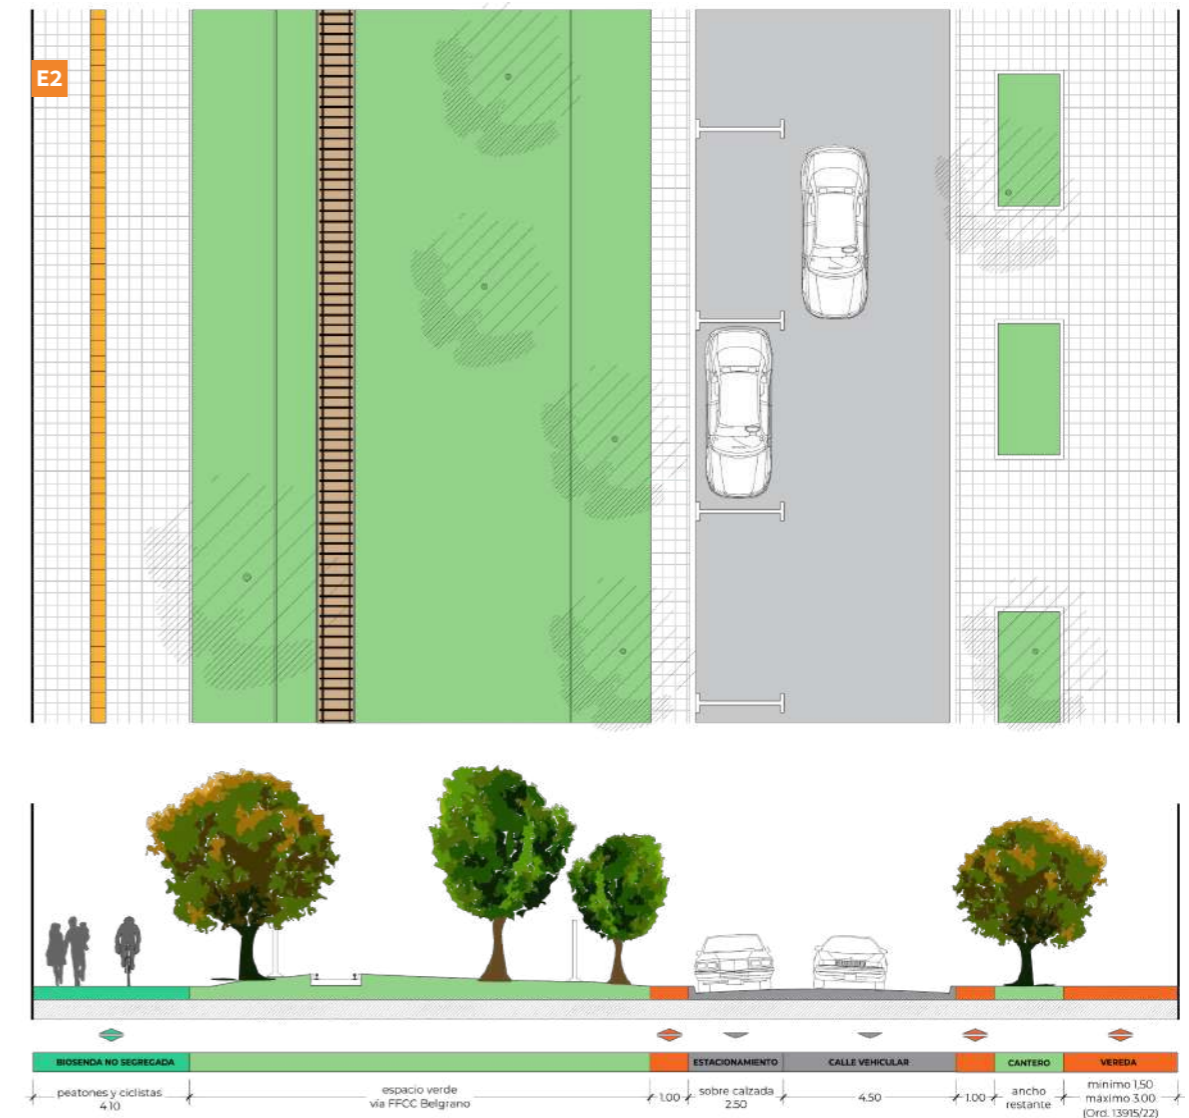 E2
BIOSENDA NO SEGREGADA
ESTACIONAMIENTO
CALLE VEHICULAR
CANTERO
VEREDA
peatones y ciclistas
4.10
espacio verde
vía FFCC Belgrano
1.00
sobre calzada
2.50
4.50
1.00
ancho
restante
mínimo 1,50
máximo 3.00
(Ord. 13915/22)